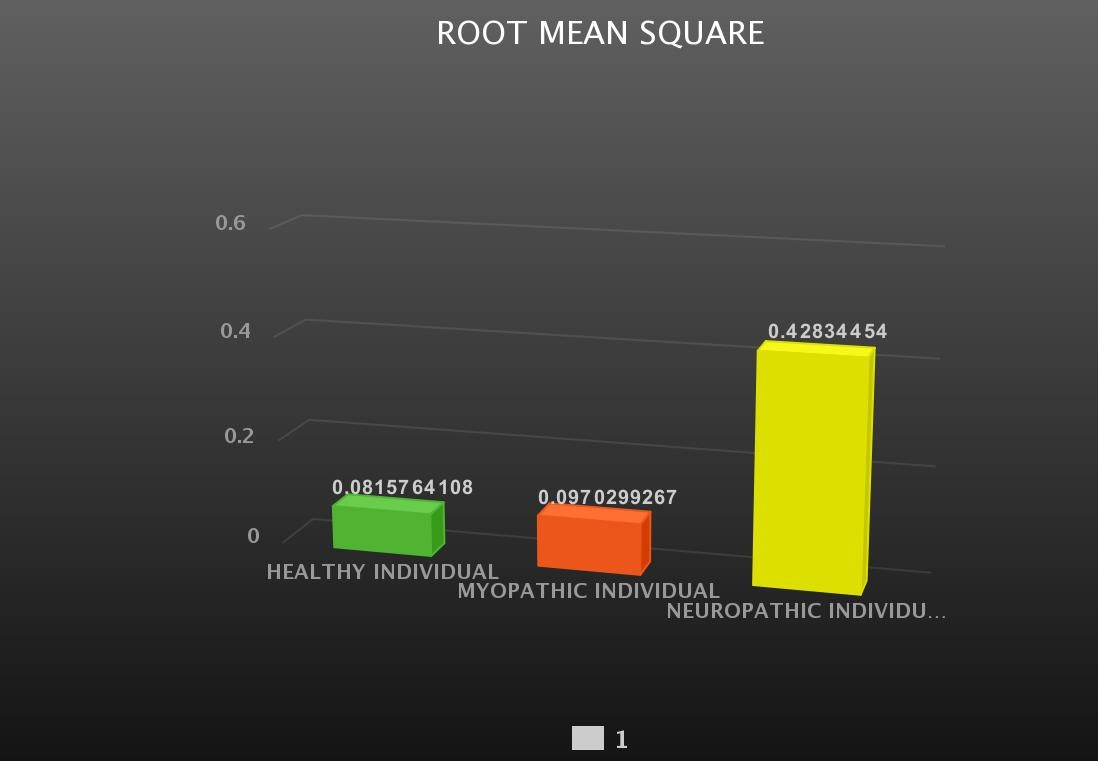 ROOT MEAN SQUARE
0.6
0.4
0.42834454
0.2
0.0815764108
0.0970299267
0
HEALTHY INDIVIDUAL
MYOPATHIC INDIVIDUAL
NEUROPATHIC INDIVIDU...
1